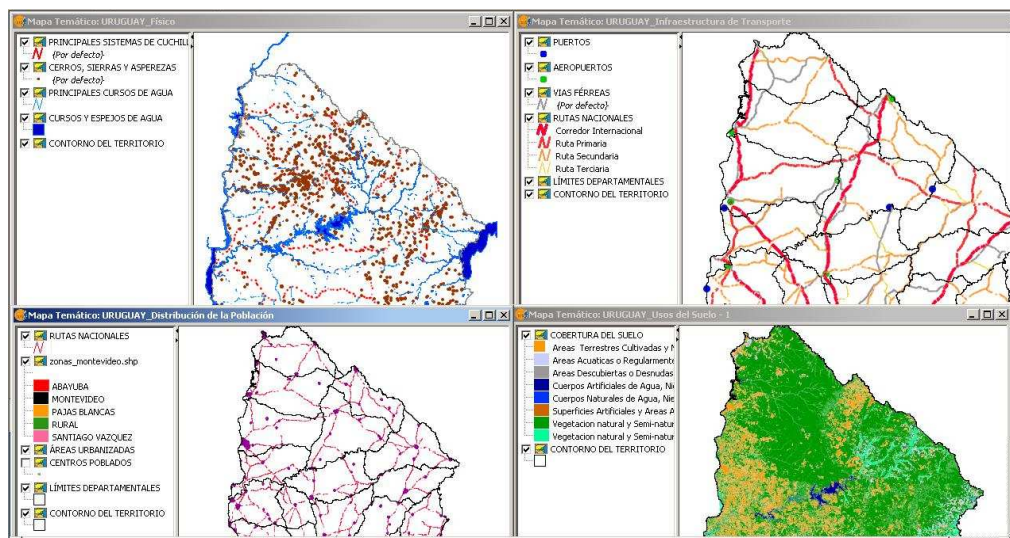 Mapa Temático: URUGUAY_Físico
PRINCIPALES SISTEMAS DE CUCHILL
{Por defecto}
CERROS, SIERRAS Y ASPEREZAS
{Por defecto}
PRINCIPALES CURSOS DE AGUA
CURSOS Y ESPEJOS DE AGUA
CONTORNO DEL TERRITORIO
Mapa Temático: URUGUAY_Infraestructura de Transporte
PUERTOS
AEROPUERTOS
VIAS FÉRREAS
{Por defecto}
RUTAS NACIONALES
Corredor Internacional
Ruta Primaria
Ruta Secundaria
Ruta Terciaria
LÍMITES DEPARTAMENTALES
CONTORNO DEL TERRITORIO
Mapa Temático: URUGUAY_Distribución de la Población
RUTAS NACIONALES
zonas_montevideo.shp
ABAYUBA
MONTEVIDEO
PAJAS BLANCAS
RURAL
SANTIAGO VAZQUEZ
ÁREAS URBANIZADAS
CENTROS POBLADOS
LÍMITES DEPARTAMENTALES
CONTORNO DEL TERRITORIO
Mapa Temático: URUGUAY_Usos del Suelo - 1
COBERTURA DEL SUELO
Areas Terrestres Cultivadas y M
Areas Acuaticas o Regularmente
Areas Descubiertas o Desnudas
Cuerpos Artificiales de Agua, Nie
Cuerpos Naturales de Agua, Nie
Superficies Artificiales y Areas A
Vegetacion natural y Semi-natur
Vegetacion natural y Semi-natur
CONTORNO DEL TERRITORIO